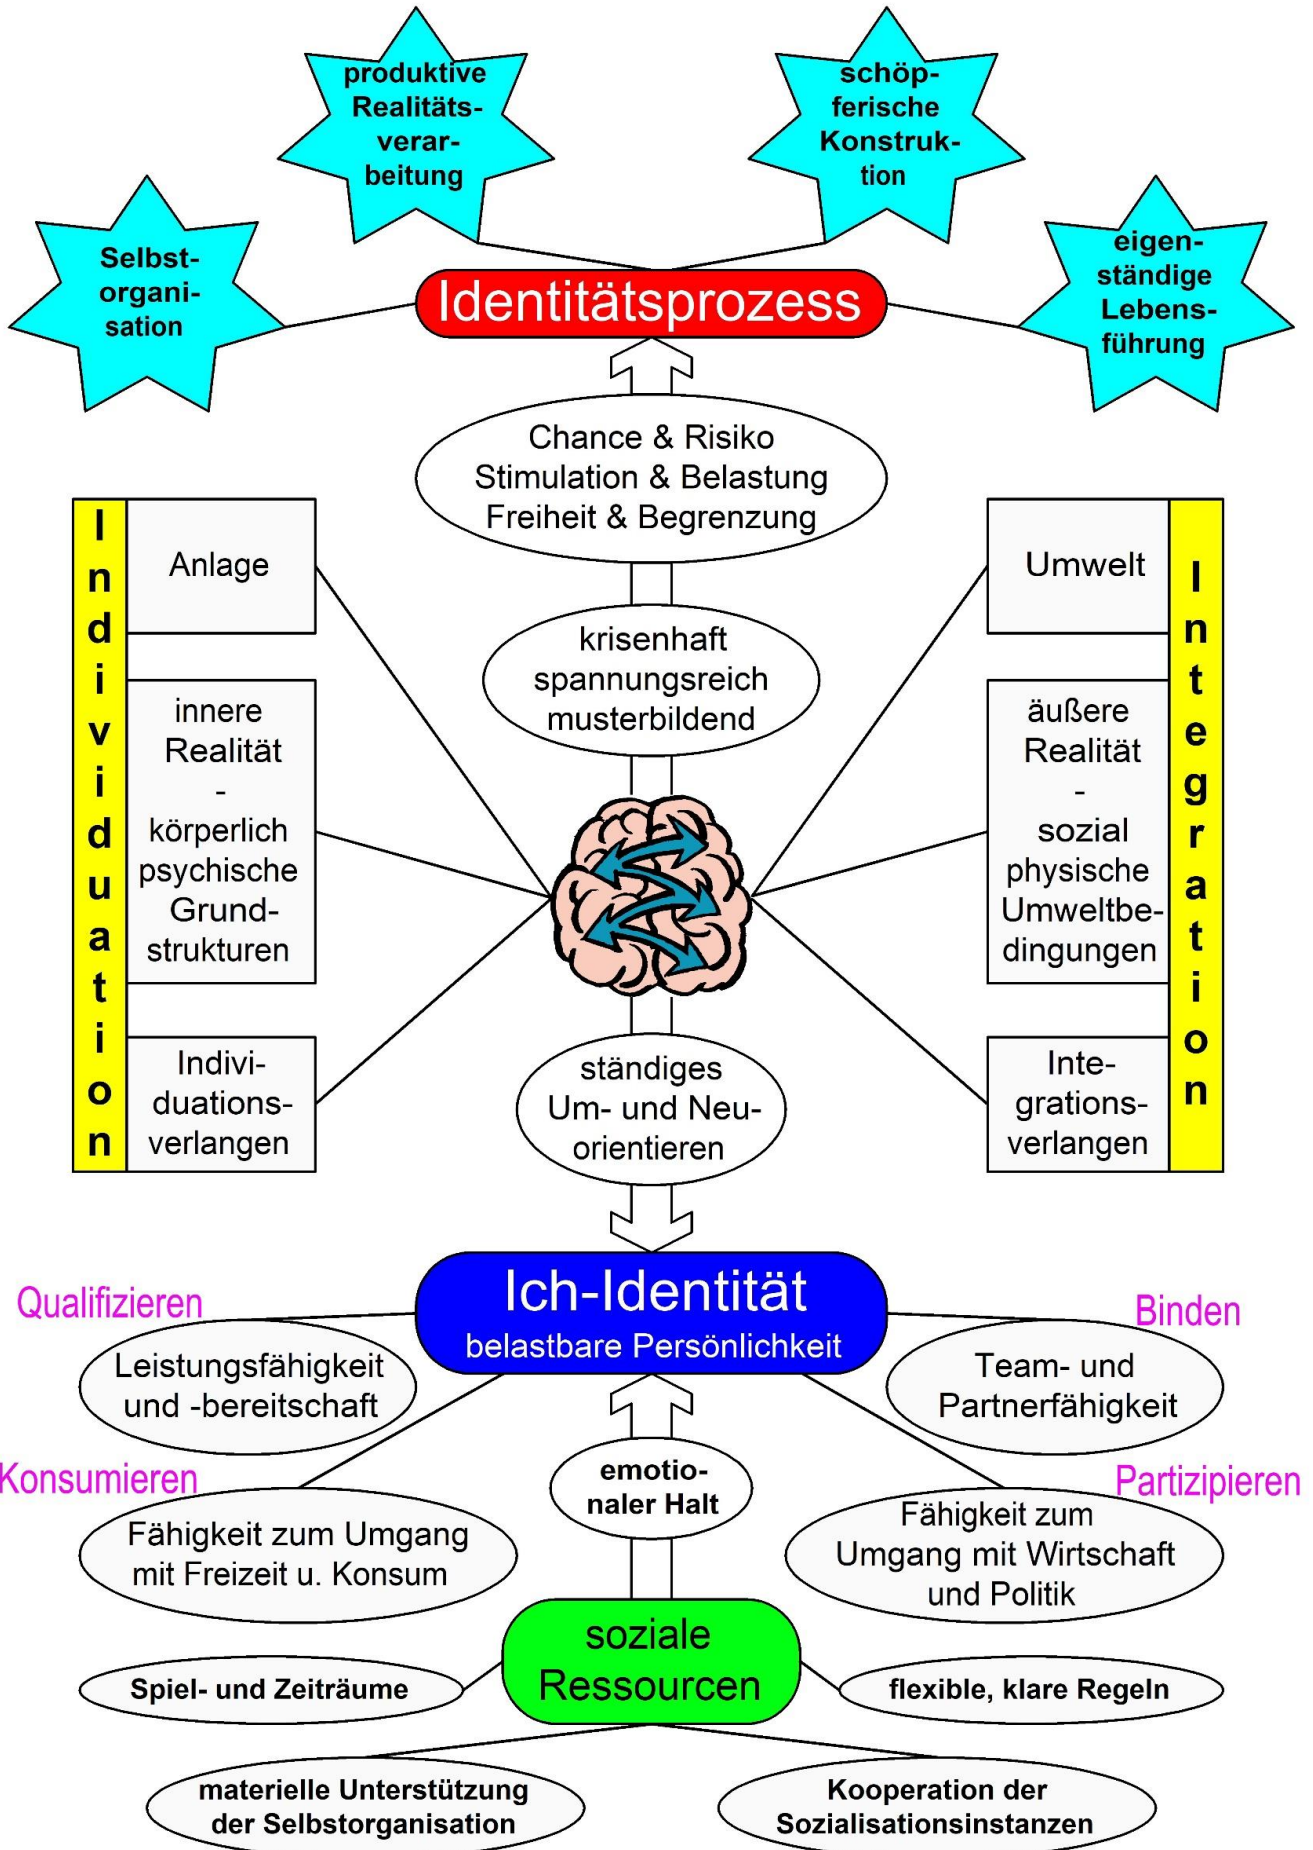 produktive
Realitäts-
verar-
beitung
schöp-
ferische
Konstruk-
tion
Selbst-
organi-
sation
eigen-
ständige
Lebens-
führung
Identitätsprozess
Chance & Risiko
Stimulation & Belastung
Freiheit & Begrenzung
krisenhaft
spannungsreich
musterbildend
Individuation
Anlage
innere
Realität
-
körperlich
psychische
Grund-
strukturen
Indivi-
duations-
verlangen
Umwelt
äußere
Realität
-
sozial
physische
Umweltbe-
dingungen
Inte-
grations-
verlangen
Integration
ständiges
Um- und Neu-
orientieren
Ich-Identität
belastbare Persönlichkeit
Qualifizieren
Leistungsfähigkeit
und -bereitschaft
Binden
Team- und
Partnerfähigkeit
Konsumieren
Fähigkeit zum Umgang
mit Freizeit u. Konsum
emotio-
naler Halt
Partizipieren
Fähigkeit zum
Umgang mit Wirtschaft
und Politik
soziale
Ressourcen
Spiel- und Zeiträume
flexible, klare Regeln
materielle Unterstützung
der Selbstorganisation
Kooperation der
Sozialisationsinstanzen